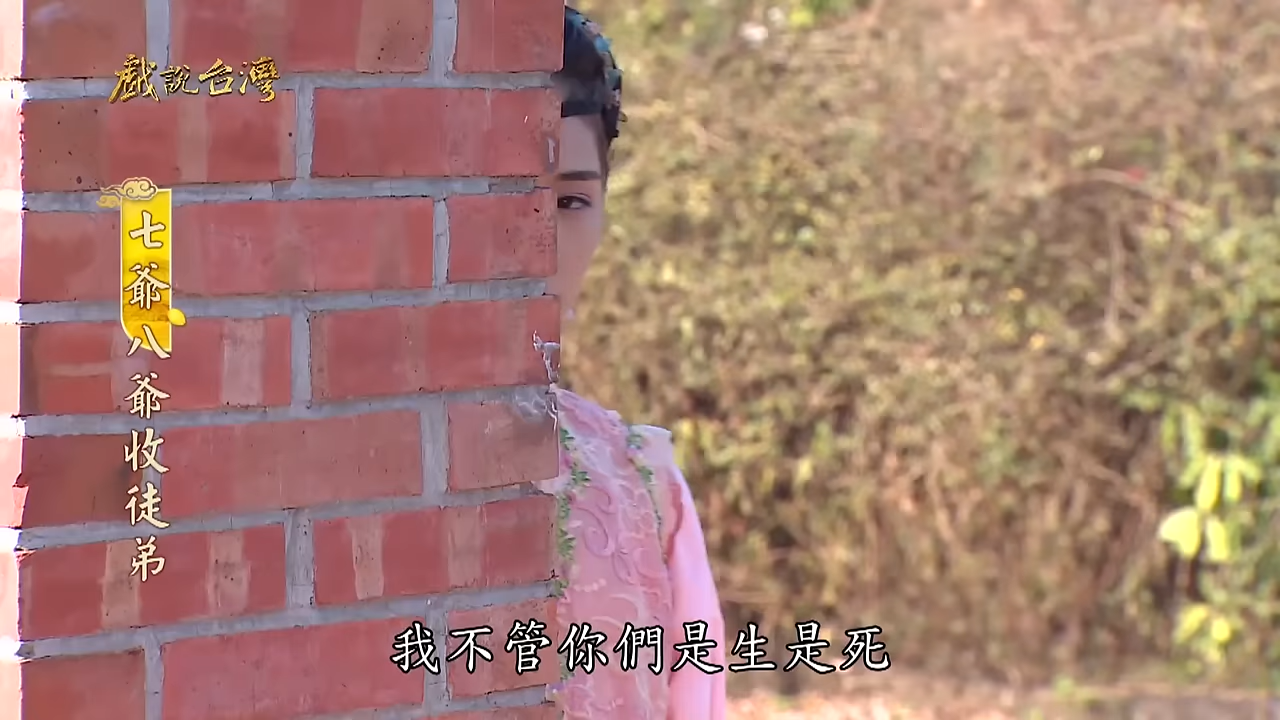 戲說台灣
七爺八爺收徒弟
我不管你們是生是死